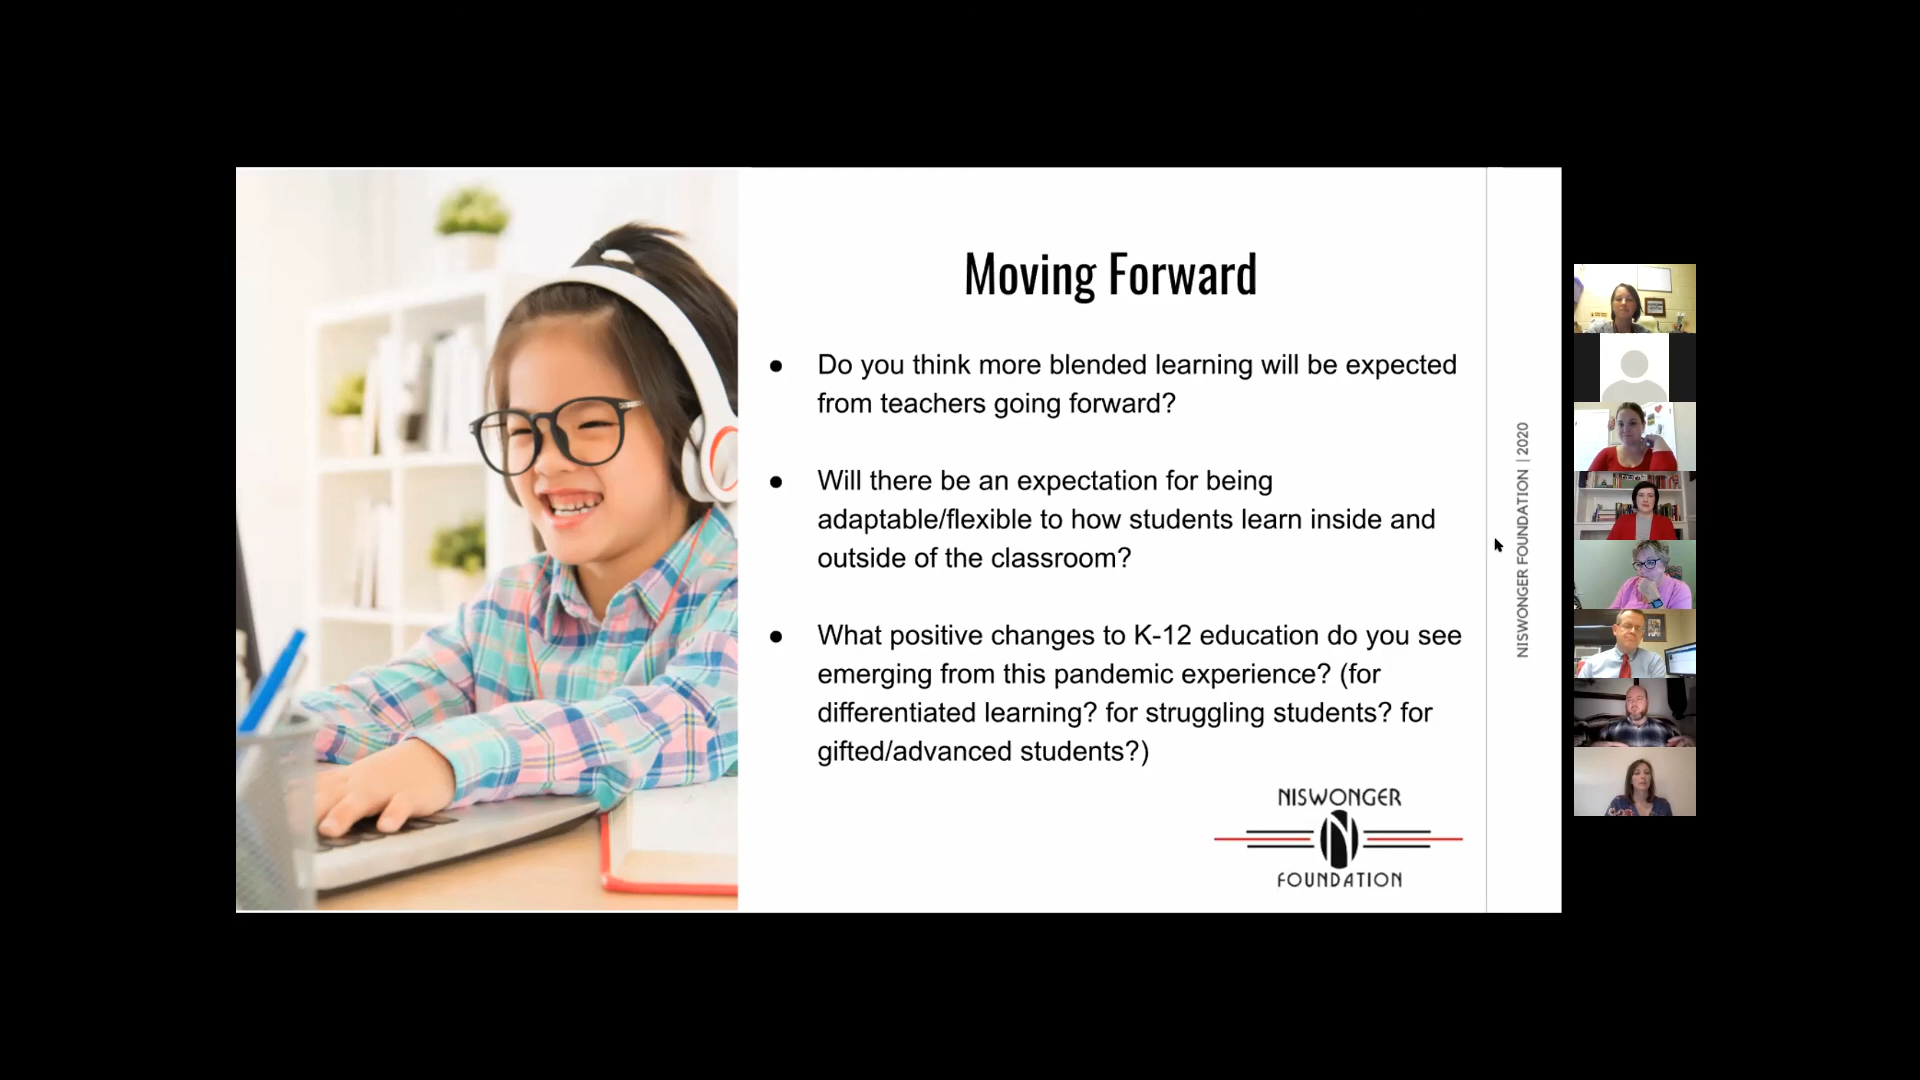 Moving Forward
● Do you think more blended learning will be expected
from teachers going forward?
● Will there be an expectation for being
adaptable/flexible to how students learn inside and
outside of the classroom?
● What positive changes to K-12 education do you see
emerging from this pandemic experience? (for
differentiated learning? for struggling students? for
gifted/advanced students?)
NISWONGER
N
FOUNDATION
NISWONGER FOUNDATION | 2020